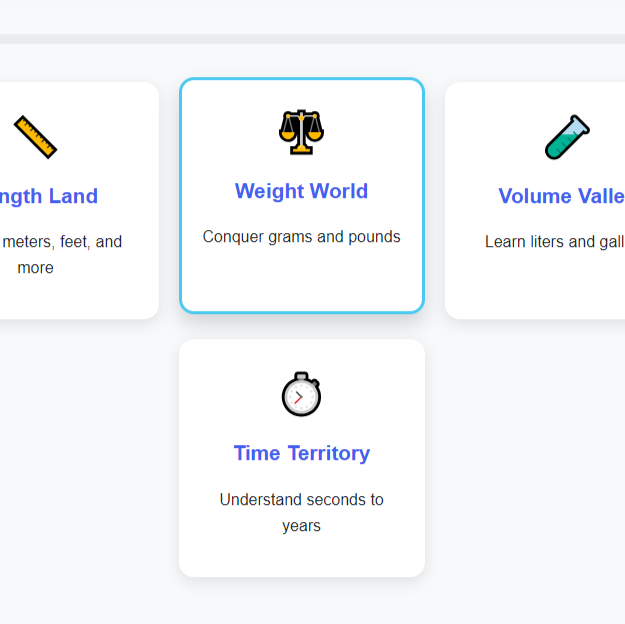 ngth Land
meters, feet, and
more
Weight World
Conquer grams and pounds
Volume Valle
Learn liters and gall
Time Territory
Understand seconds to
years